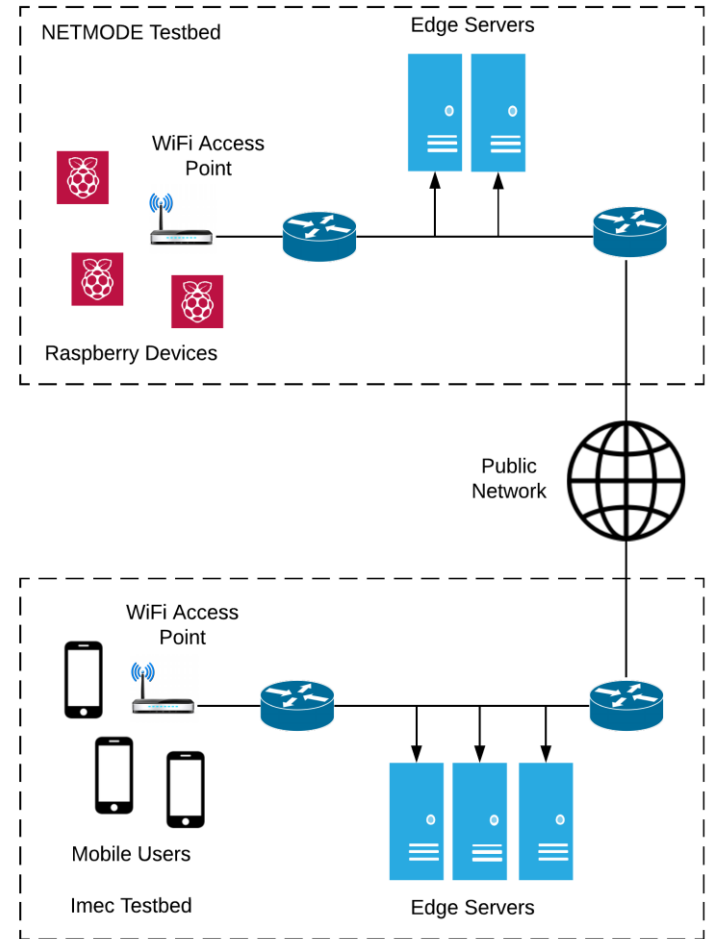 NETMODE Testbed
Edge Servers
WiFi Access
Point
Raspberry Devices
Public
Network
WiFi Access
Point
Mobile Users
Imec Testbed
Edge Servers